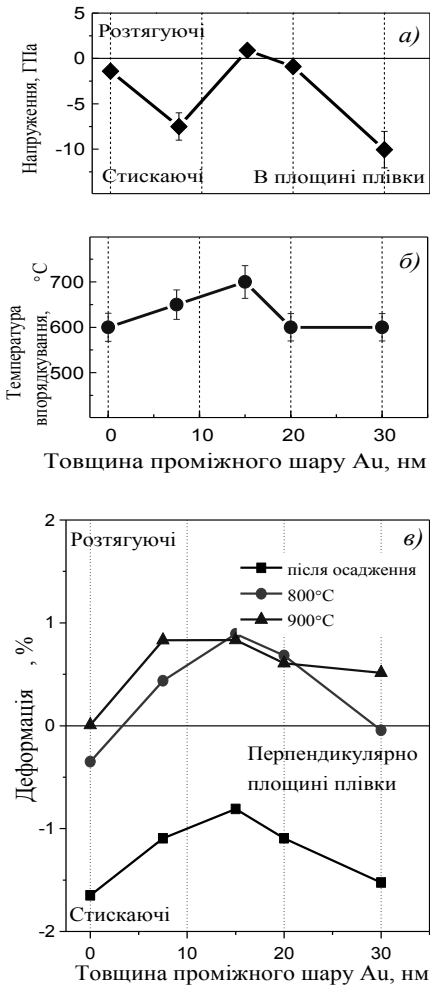 5
0
-5
-10
Напруження, ГПа
Розтягуючі
а)
Стискаючі
В площині плівки
700
600
500
Температура
впорядкування, °C
б)
0 10 20 30
Товщина проміжного шару Au, нм
2
1
0
-1
-2
Деформація , %
Розтягуючі
в)
після осадження
800°C
900°C
Перпендикулярно
площині плівки
Стискаючі
0 10 20 30
Товщина проміжного шару Au, нм